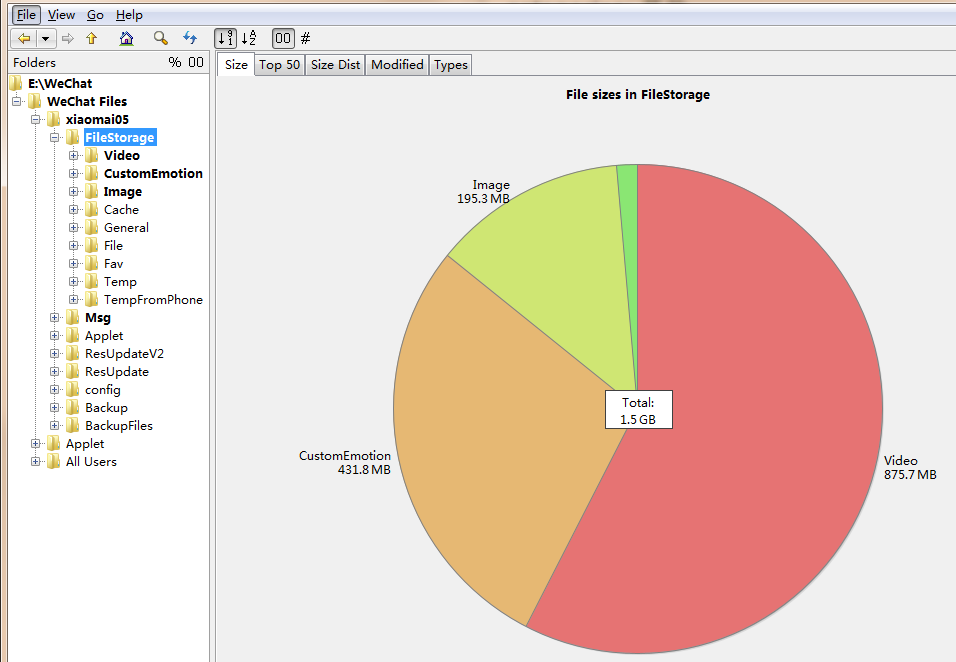 File View Go Help
Folders % 00
E:\WeChat
WeChat Files
xiaomai05
FileStorage
Video
CustomEmotion
Image
Cache
General
File
Fav
Temp
TempFromPhone
Msg
Applet
ResUpdateV2
ResUpdate
config
Backup
BackupFiles
Applet
All Users
00 #
Size Top 50 Size Dist Modified Types
File sizes in FileStorage
Image
195.3 MB
Total:
1.5 GB
CustomEmotion
431.8 MB
Video
875.7 MB